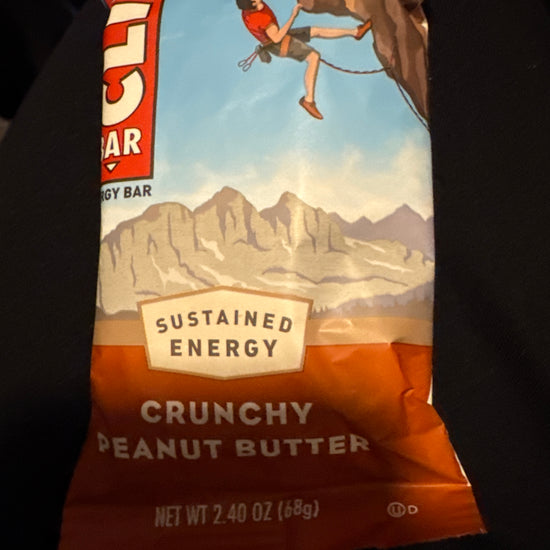 CLI
BAR
RGY BAR
SUSTAINED
ENERGY
CRUNCHY
PEANUT BUTTER
NET WT 2.40 OZ (68g)
U D